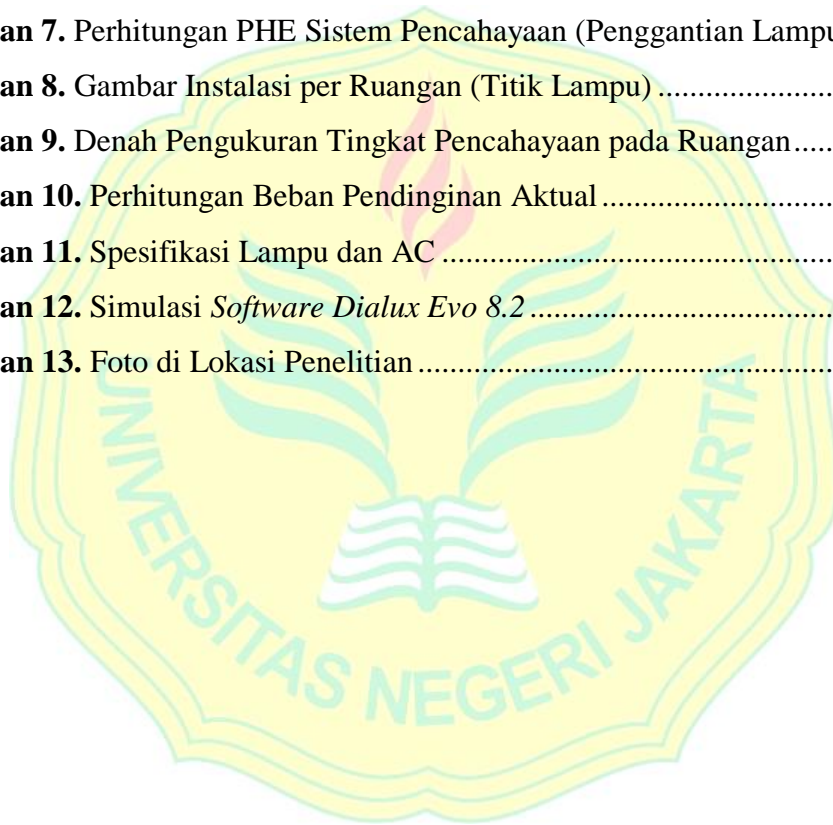 an 7. Perhitungan PHE Sistem Pencahayaan (Penggantian Lampu
an 8. Gambar Instalasi per Ruangan (Titik Lampu) ......................
an 9. Denah Pengukuran Tingkat Pencahayaan pada Ruangan .....
an 10. Perhitungan Beban Pendinginan Aktual .............................
an 11. Spesifikasi Lampu dan AC .................................................
an 12. Simulasi Software Dialux Evo 8.2 ......................................
an 13. Foto di Lokasi Penelitian ....................................................
UNIVERSITAS NEGERI JAKARTA